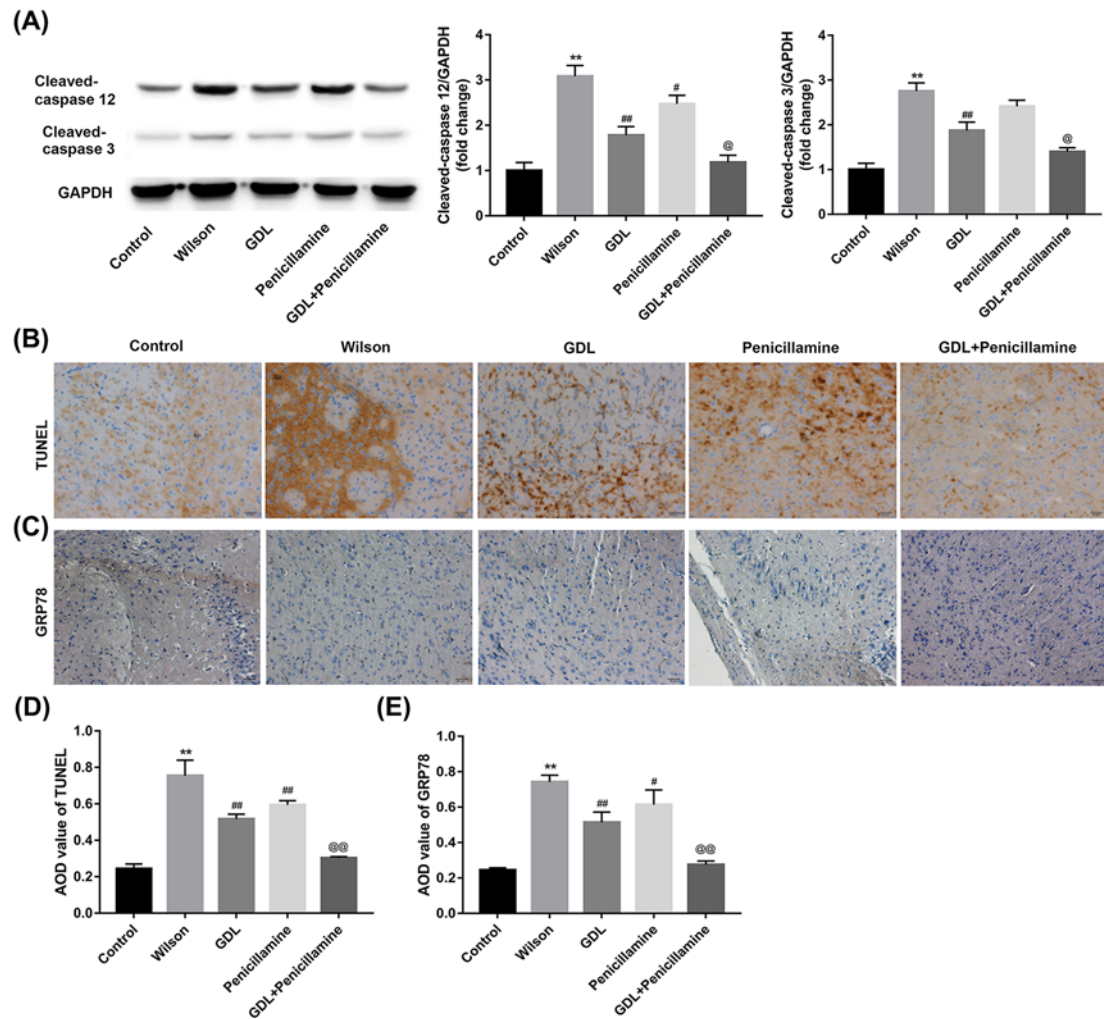 (A)
Cleaved-
caspase 12
Cleaved-
caspase 3
GAPDH
Control
Wilson
GDL
Penicillamine
GDL+Penicillamine
Cleaved-caspase 12/GAPDH
(fold change)
4
3
2
1
0
**
##
#
@
Control
Wilson
GDL
Penicillamine
GDL+Penicillamine
Cleaved-caspase 3/GAPDH
(fold change)
4
3
2
1
0
**
##
@
Control
Wilson
GDL
Penicillamine
GDL+Penicillamine
(B)
Control
Wilson
GDL
Penicillamine
GDL+Penicillamine
TUNEL
(C)
GRP78
(D)
AOD value of TUNEL
1.0
0.8
0.6
0.4
0.2
0.0
**
##
##
@@
Control
Wilson
GDL
Penicillamine
GDL+Penicillamine
(E)
AOD value of GRP78
1.0
0.8
0.6
0.4
0.2
0.0
**
##
#
@@
Control
Wilson
GDL
Penicillamine
GDL+Penicillamine